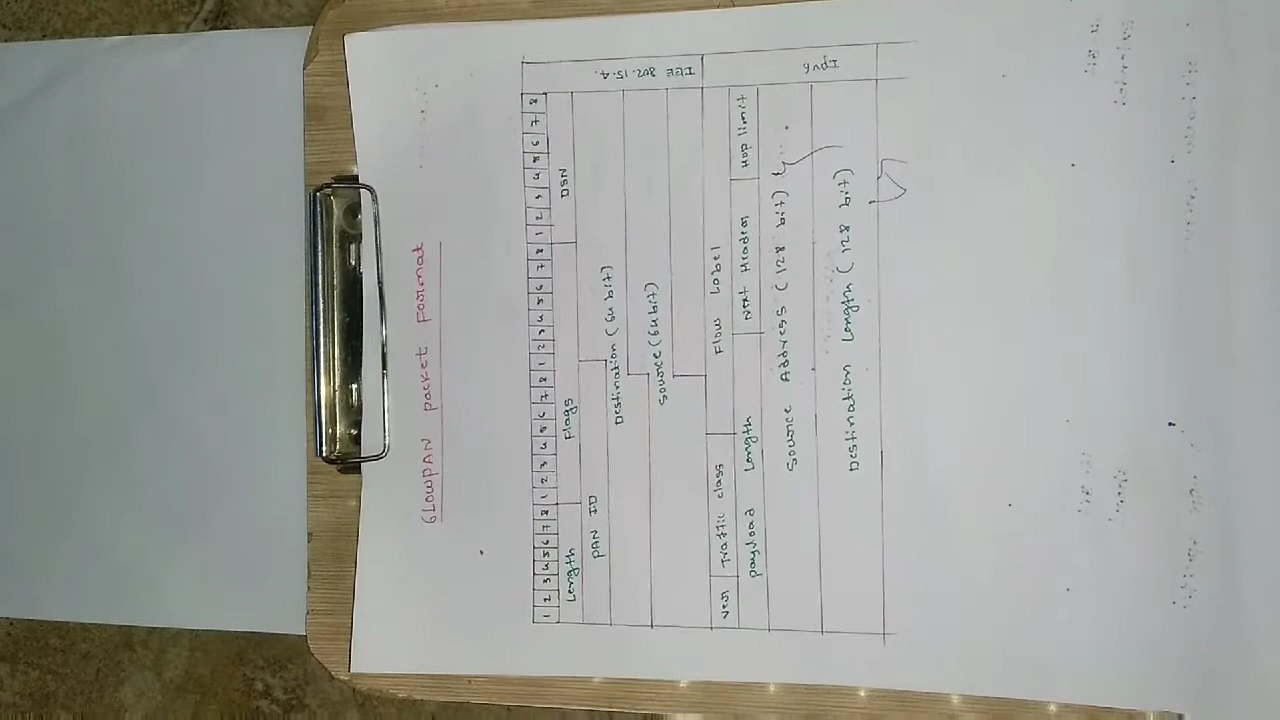 6LOWPAN packet Format
1 2 3 4 5 6 7 8 1 2 3 4 5 6 7 8 1 2 3 4 5 6 7 8 1 2 3 4 5 6 7 8
Length Flags DSN
PAN ID
Destination (64 bit)
Source (64 bit)
IEEE 802.15.4.
Ver Traffic class Flow Label
payload Length Next Header Hop limit
Source Address (128 bit)
Destination Length (128 bit)
IPv6